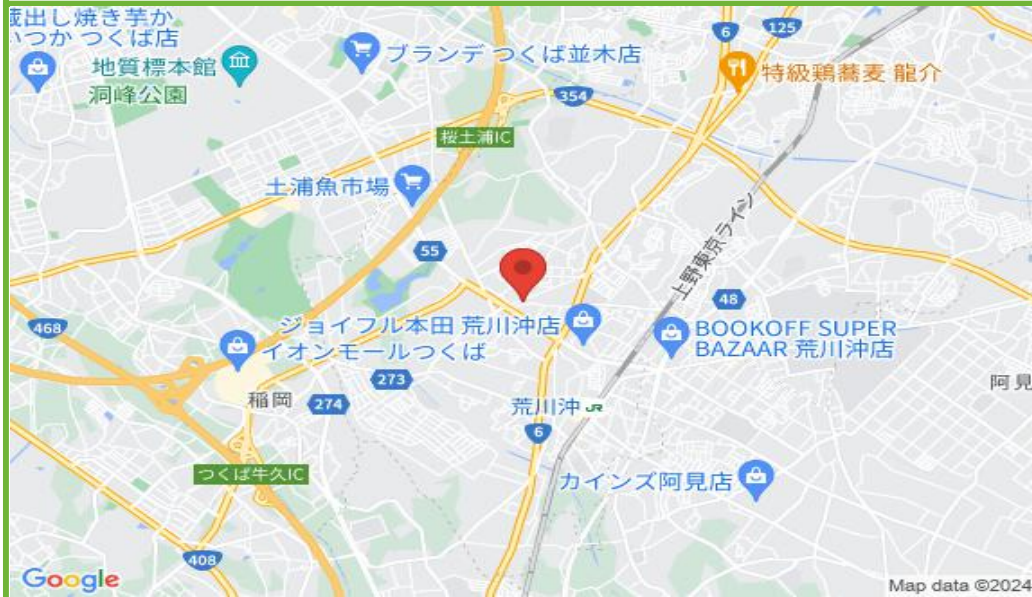 蔵出し焼き芋か
いつか つくば店
地質標本館
洞峰公園
ブランデ つくば並木店
6
125
特級鶏蕎麦 龍介
354
桜土浦IC
土浦魚市場
55
上野東京ライン
48
468
ジョイフル本田 荒川沖店
イオンモールつくば
BOOKOFF SUPER
BAZAAR 荒川沖店
273
274
稲岡
阿見
荒川沖 JR
6
つくば牛久IC
カインズ阿見店
408
Google
Map data ©2024